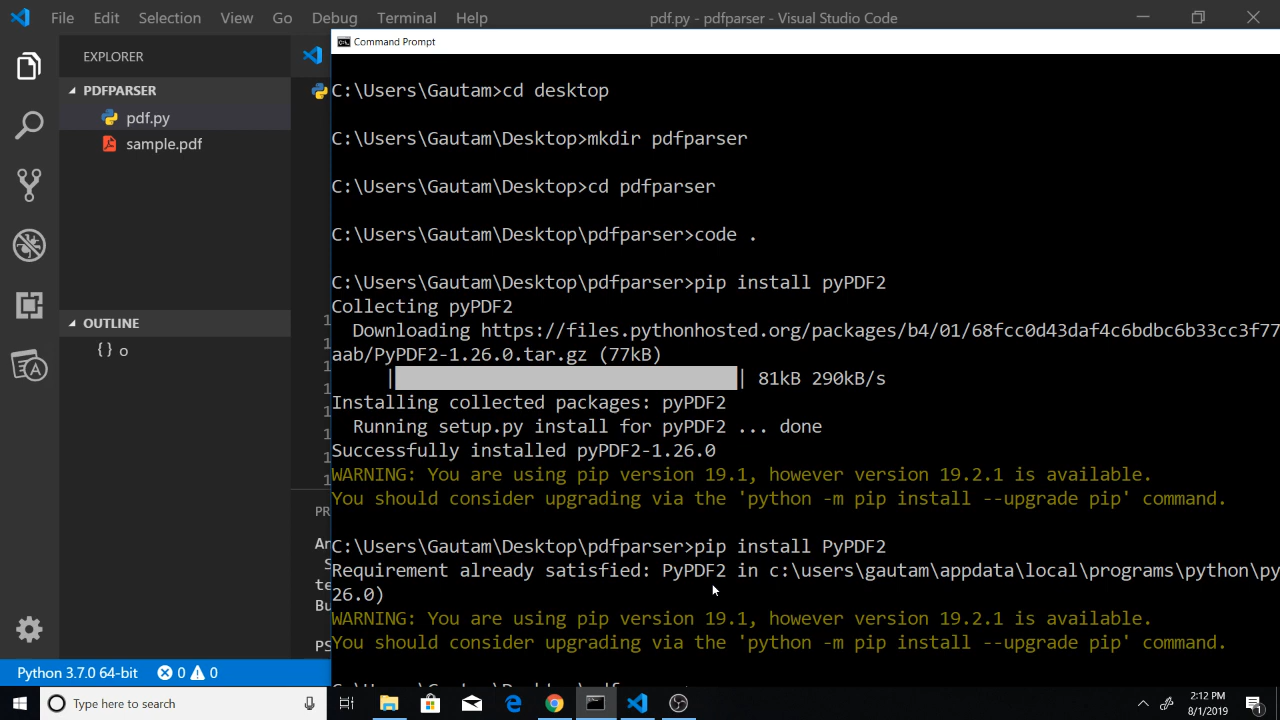 File Edit Selection View Go Debug Terminal Help pdf.py - pdfparser - Visual Studio Code
EXPLORER
PDFPARSER
pdf.py
sample.pdf
OUTLINE
{ } o
Command Prompt
C:\Users\Gautam>cd desktop
C:\Users\Gautam\Desktop>mkdir pdfparser
C:\Users\Gautam\Desktop>cd pdfparser
C:\Users\Gautam\Desktop\pdfparser>code .
C:\Users\Gautam\Desktop\pdfparser>pip install pyPDF2
Collecting pyPDF2
Downloading https://files.pythonhosted.org/packages/b4/01/68fcc0d43daf4c6bdbc6b33cc3f77
aab/PyPDF2-1.26.0.tar.gz (77kB)
| | 81kB 290kB/s
Installing collected packages: pyPDF2
Running setup.py install for pyPDF2 ... done
Successfully installed pyPDF2-1.26.0
WARNING: You are using pip version 19.1, however version 19.2.1 is available.
You should consider upgrading via the 'python -m pip install --upgrade pip' command.
C:\Users\Gautam\Desktop\pdfparser>pip install PyPDF2
Requirement already satisfied: PyPDF2 in c:\users\gautam\appdata\local\programs\python\py
26.0)
WARNING: You are using pip version 19.1, however version 19.2.1 is available.
You should consider upgrading via the 'python -m pip install --upgrade pip' command.
Python 3.7.0 64-bit 0 0
Type here to search
2:12 PM
8/1/2019
1